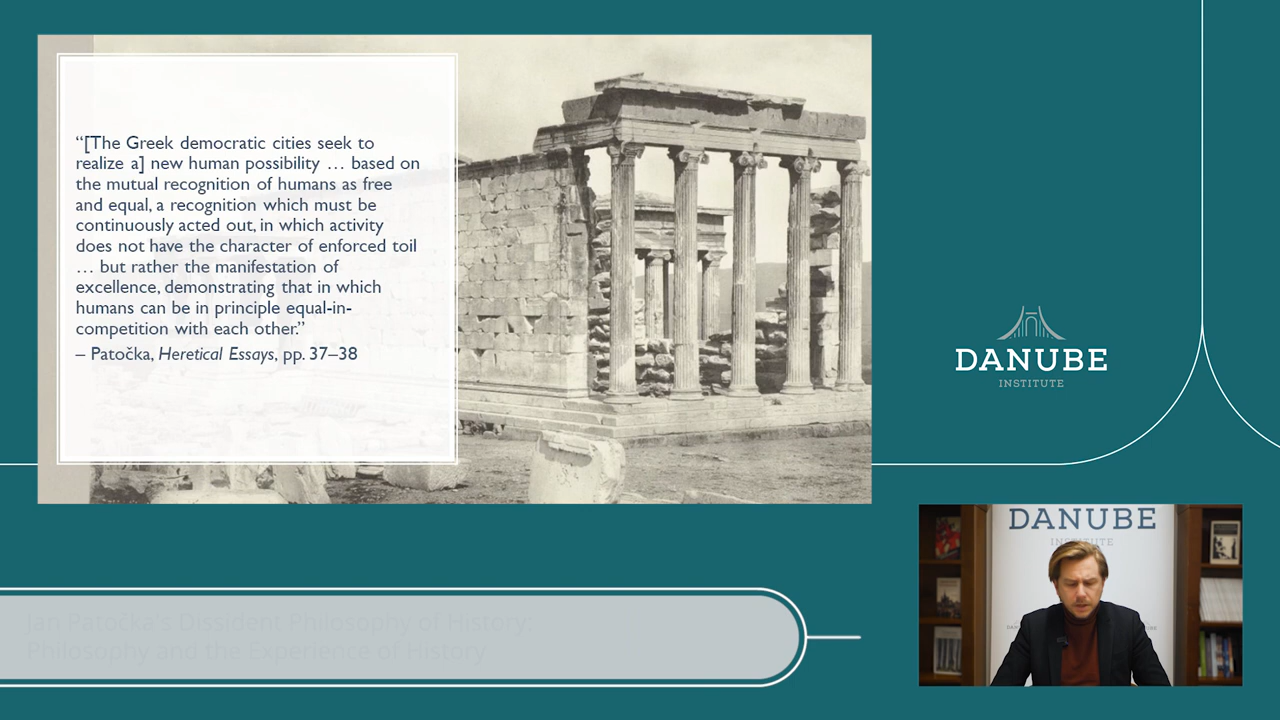 “[The Greek democratic cities seek to
realize a] new human possibility … based on
the mutual recognition of humans as free
and equal, a recognition which must be
continuously acted out, in which activity
does not have the character of enforced toil
… but rather the manifestation of
excellence, demonstrating that in which
humans can be in principle equal-in-
competition with each other.”
– Patočka, Heretical Essays, pp. 37–38
DANUBE
INSTITUTE
DANUBE
INSTITUTE
Jan Patočka's Dissident Philosophy of History:
Philosophy and the Experience of History